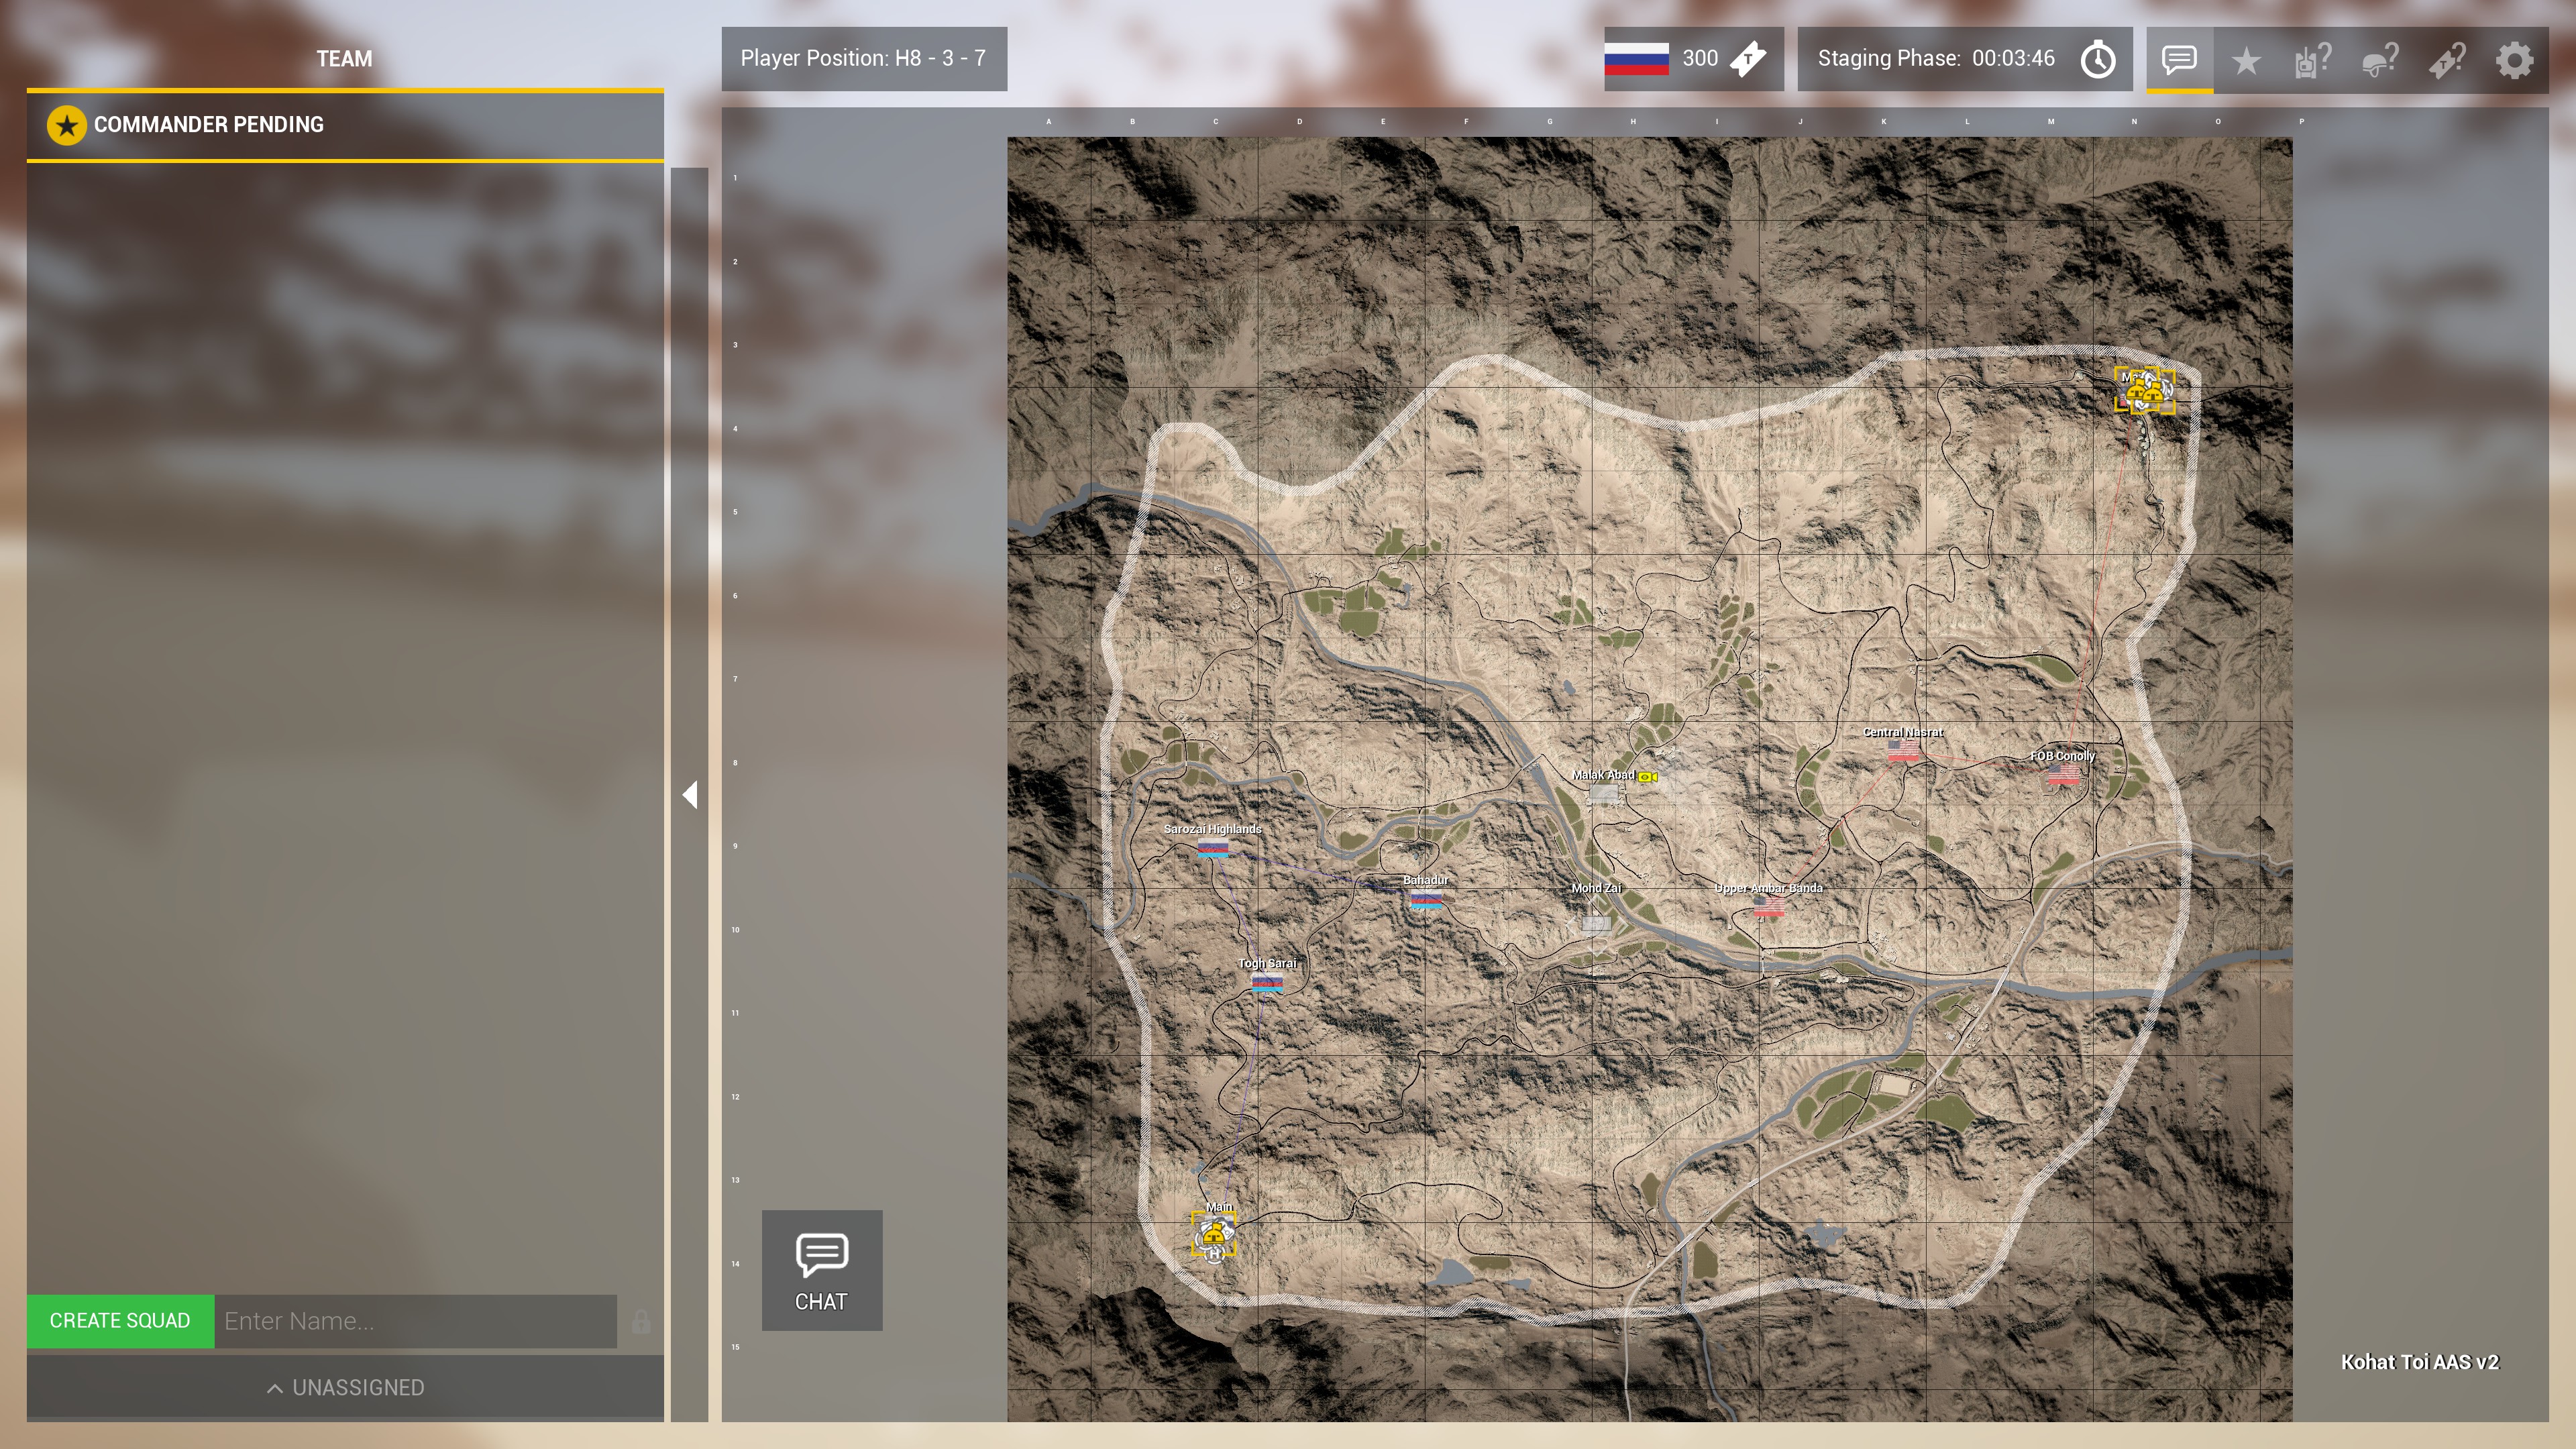 TEAM
Player Position: H8 - 3 - 7
300
T
Staging Phase: 00:03:46
COMMANDER PENDING
A B C D E F G H I J K L M N O P
1
2
3
4
5
6
7
8
9
10
11
12
13
14
15
Central Nasrat
FOB Conolly
Malak Abad
Sarozai Highlands
Bahadur
Mohd Zai
Upper Ambar Banda
Togh Sarai
Main
H
CHAT
CREATE SQUAD
Enter Name...
UNASSIGNED
Kohat Toi AAS v2